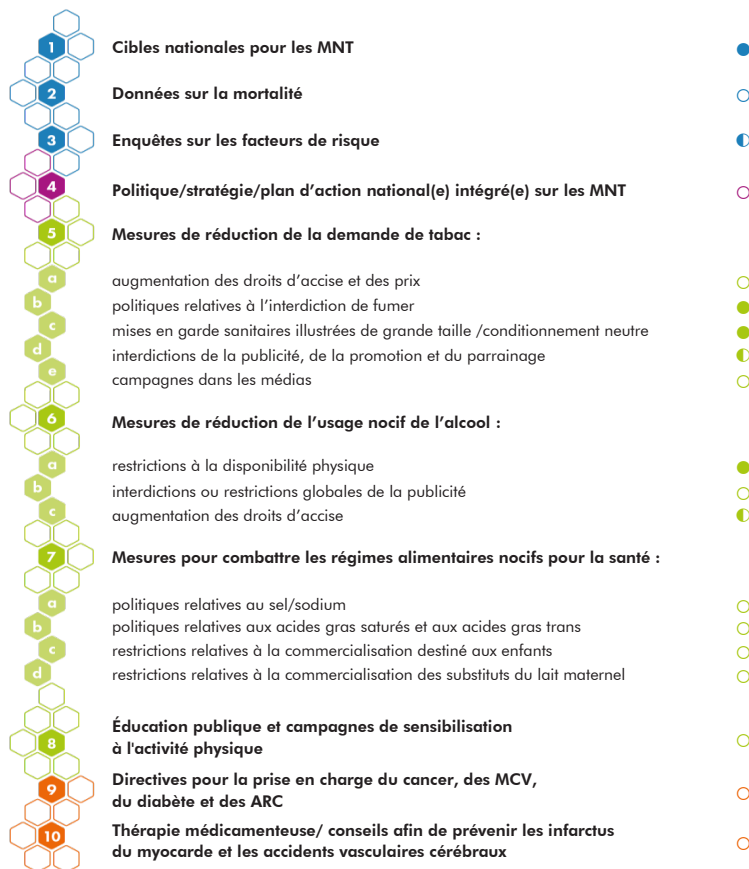 1 Cibles nationales pour les MNT
2 Données sur la mortalité
3 Enquêtes sur les facteurs de risque
4 Politique/stratégie/plan d'action national(e) intégré(e) sur les MNT
5 Mesures de réduction de la demande de tabac :
a augmentation des droits d'accise et des prix
b politiques relatives à l'interdiction de fumer
c mises en garde sanitaires illustrées de grande taille /conditionnement neutre
d interdictions de la publicité, de la promotion et du parrainage
e campagnes dans les médias
6 Mesures de réduction de l'usage nocif de l'alcool :
a restrictions à la disponibilité physique
b interdictions ou restrictions globales de la publicité
c augmentation des droits d'accise
7 Mesures pour combattre les régimes alimentaires nocifs pour la santé :
a politiques relatives au sel/sodium
b politiques relatives aux acides gras saturés et aux acides gras trans
c restrictions relatives à la commercialisation destiné aux enfants
d restrictions relatives à la commercialisation des substituts du lait maternel
8 Éducation publique et campagnes de sensibilisation
à l'activité physique
9 Directives pour la prise en charge du cancer, des MCV,
du diabète et des ARC
10 Thérapie médicamenteuse/ conseils afin de prévenir les infarctus
du myocarde et les accidents vasculaires cérébraux